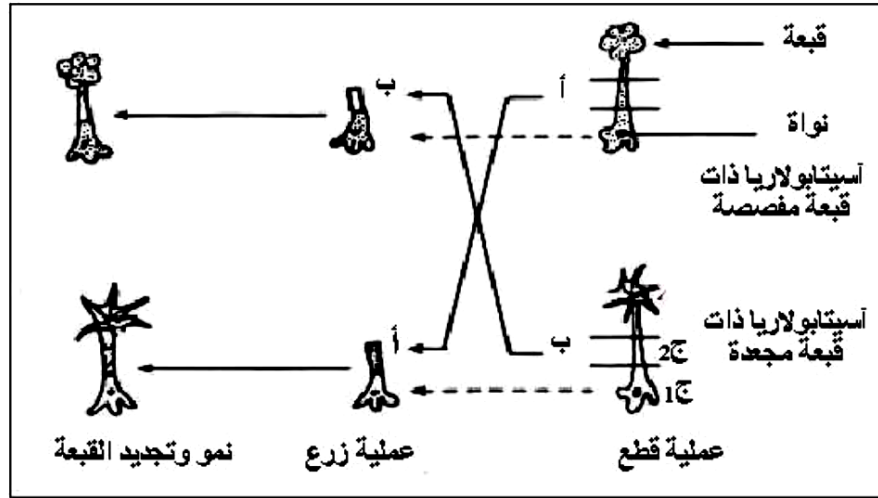 قبعة
أ
ب
نواة
آسيتابولاريا ذات
قبعة مفصصة
آسيتابولاريا ذات
قبعة مجعدة
ج2
ب
أ
ج1
عملية قطع
عملية زرع
نمو وتجديد القبعة